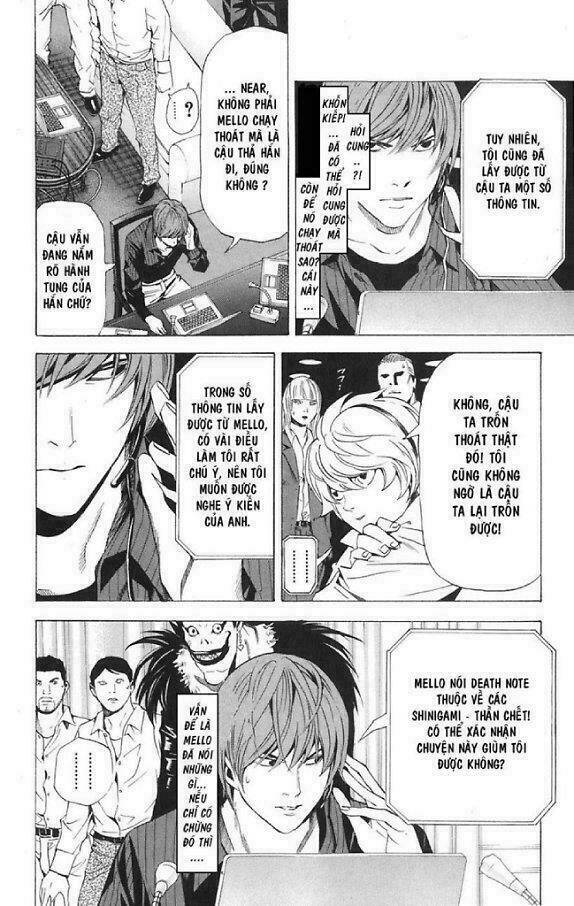 TUY NHIÊN,
TÔI CŨNG ĐÃ
LẤY ĐƯỢC TỪ
CẬU TA MỘT SỐ
THÔNG TIN.
HỎI
CUNG
..?!
KHỐN
KIẾP!
... ĐÃ
CÓ THỂ
HỎI
CUNG
ĐƯỢC
MÀ
CÒN
ĐỂ
NÓ
CHẠY
THOÁT
SAO?
CÁI
NÀY
...
... NEAR,
KHÔNG PHẢI
MELLO CHẠY
THOÁT MÀ LÀ
CẬU THẢ HẮN
ĐI, ĐÚNG
KHÔNG ?
... ?
CẬU VẪN
ĐANG NẮM
RÕ HÀNH
TUNG CỦA
HẮN CHỨ?
KHÔNG, CẬU
TA TRỐN
THOÁT THẬT
ĐÓ! TÔI
CŨNG KHÔNG
NGỜ LÀ CẬU
TA LẠI TRỐN
ĐƯỢC!
......
TRONG SỐ
THÔNG TIN LẤY
ĐƯỢC TỪ MELLO,
CÓ VÀI ĐIỀU
LÀM TÔI RẤT
CHÚ Ý, NÊN TÔI
MUỐN ĐƯỢC
NGHE Ý KIẾN
CỦA ANH.
MELLO NÓI DEATH NOTE
THUỘC VỀ CÁC
SHINIGAMI - THẦN CHẾT!
CÓ THỂ XÁC NHẬN
CHUYỆN NÀY GIÙM TÔI
ĐƯỢC KHÔNG?
VẤN
ĐỀ LÀ
MELLO
ĐÃ NÓI
NHỮNG
GÌ...
NẾU
CHỈ CÓ
CHỪNG
ĐÓ THÌ
....
......